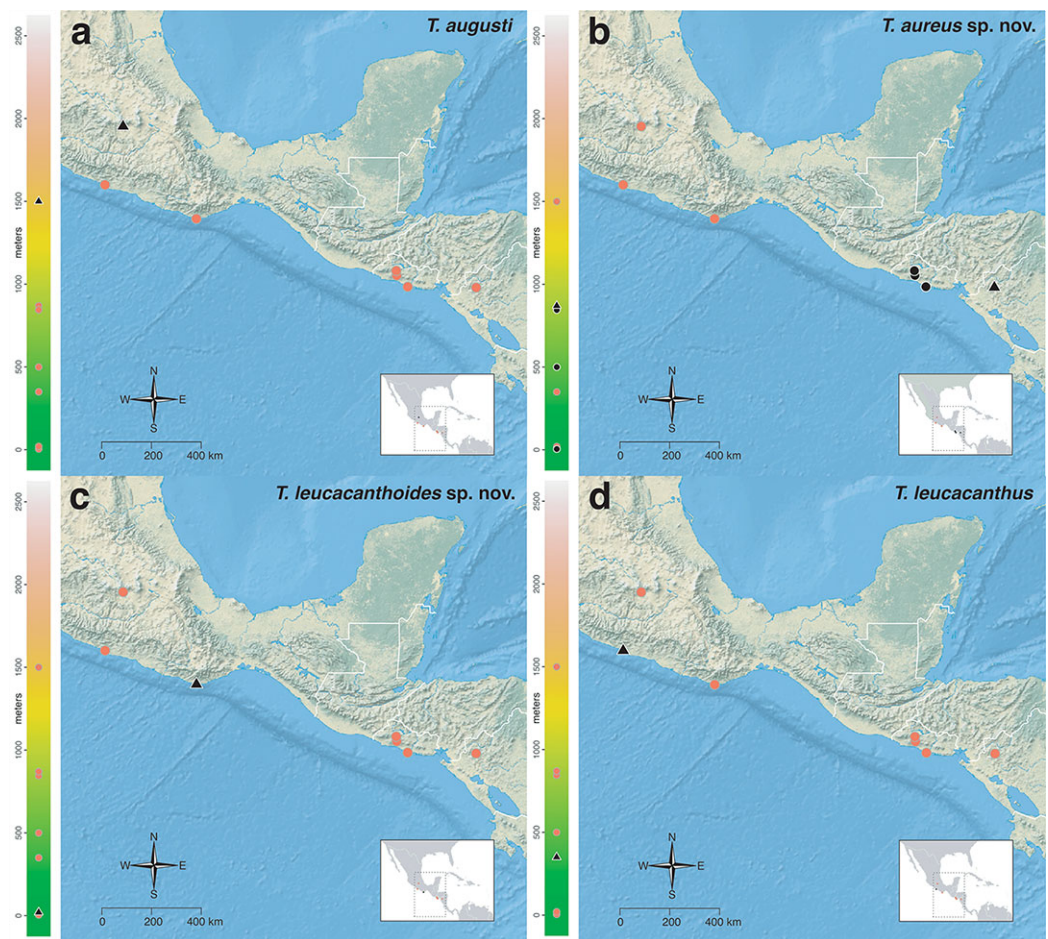 a
T. augusti
2500
2000
1500
meters
1000
500
0
N
W E
S
0 200 400 km
b
T. aureus sp. nov.
2500
2000
1500
meters
1000
500
0
N
W E
S
0 200 400 km
c
T. leucacanthoides sp. nov.
2500
2000
1500
meters
1000
500
0
N
W E
S
0 200 400 km
d
T. leucacanthus
2500
2000
1500
meters
1000
500
0
N
W E
S
0 200 400 km